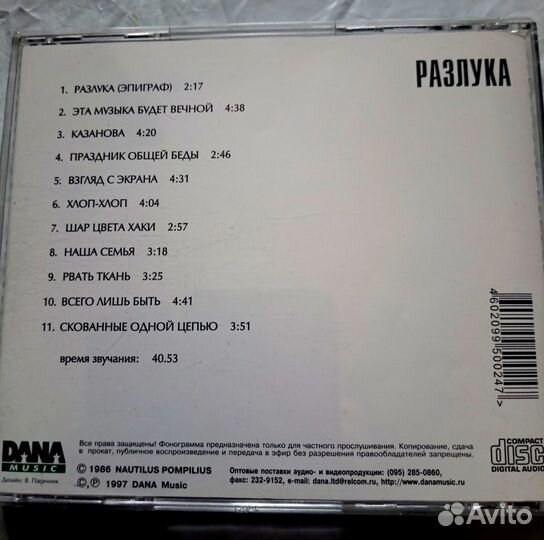 РАЗЛУКА
1. РАЗЛУКА (ЭПИГРАФ) 2:17
2 ЭТА МУЗЫКА БУДЕТ ВЕЧНОЙ 4:38
3 КАЗАНОВА 4:20
4 ПРАЗДНИК ОБЩЕЙ БЕДЫ 2:46
5 ВЗГЛЯД С ЭКРАНА 4:31
6. ХЛОП-ХЛОП 4:04
7 ШАР ЦВЕТА ХАКИ 2:57
8 НАША СЕМЬЯ 3:18
9 РВАТЬ ТКАНЬ 3:25
10. ВСЕГО ЛИШЬ БЫТЬ 4:41
11. СКОВАННЫЕ ОДНОЙ ЦЕПЬЮ 3:51
время звучания: 40.53
4602099500247>
DANA
MUSIC
Дизайн: В. Пасичник
Все права защищены! Фонограмма предназначена только для частного прослушивания. Копирование, сдача
в прокат, публичное воспроизведение и передача в эфир без разрешения правообладателей запрещены.
© 1986 NAUTILUS POMPILIUS
©,℗ 1997 DANA Music
Оптовые поставки аудио- и видеопродукции: (095) 285-0860,
факс: 232-9152, e-mail: dana.ltd@relcom.ru, www.danamusic.ru
COMPACT
disc
DIGITAL AUDIO
Avito